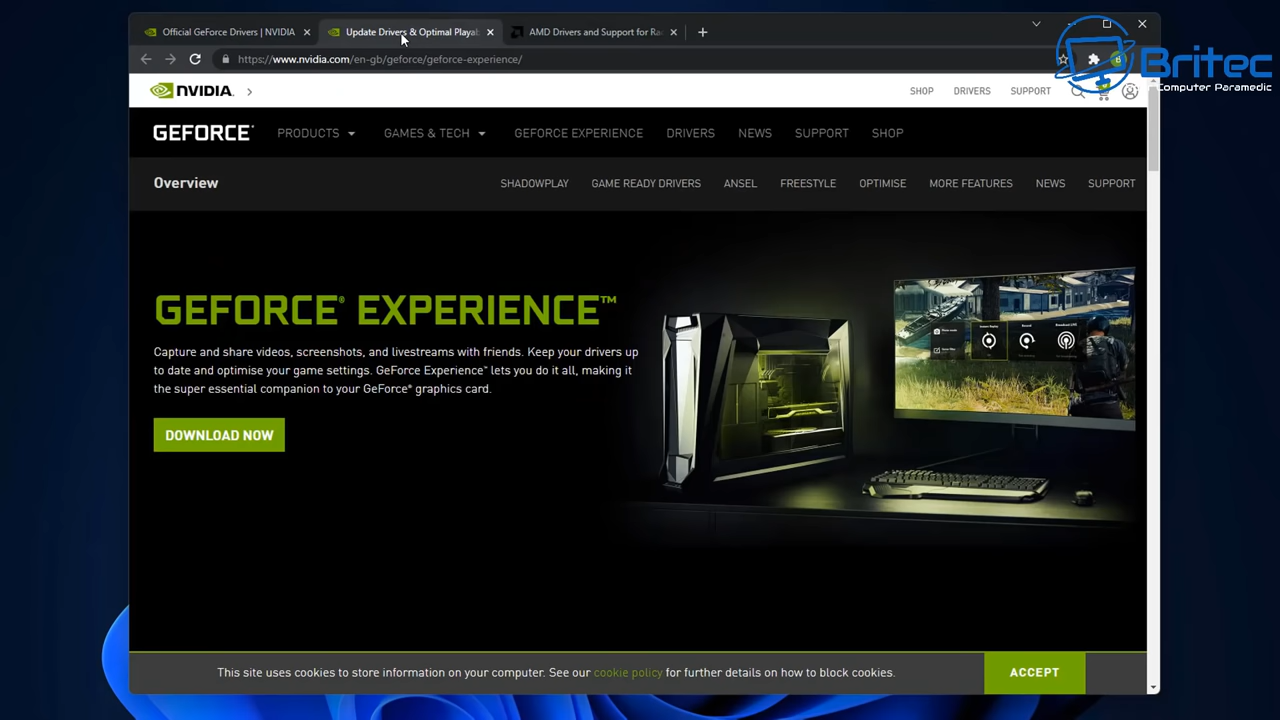 Official GeForce Drivers | NVIDIA
Update Drivers & Optimal Playab
AMD Drivers and Support for Ra
https://www.nvidia.com/en-gb/geforce/geforce-experience/
Britec
Computer Paramedic
NVIDIA.
SHOP
DRIVERS
SUPPORT
GEFORCE
PRODUCTS
GAMES & TECH
GEFORCE EXPERIENCE
DRIVERS
NEWS
SUPPORT
SHOP
Overview
SHADOWPLAY
GAME READY DRIVERS
ANSEL
FREESTYLE
OPTIMISE
MORE FEATURES
NEWS
SUPPORT
GEFORCE® EXPERIENCE™
Capture and share videos, screenshots, and livestreams with friends. Keep your drivers up
to date and optimise your game settings. GeForce Experience™ lets you do it all, making it
the super essential companion to your GeForce® graphics card.
DOWNLOAD NOW
Instant Replay
Record
Broadcast LIVE
This site uses cookies to store information on your computer. See our cookie policy for further details on how to block cookies.
ACCEPT